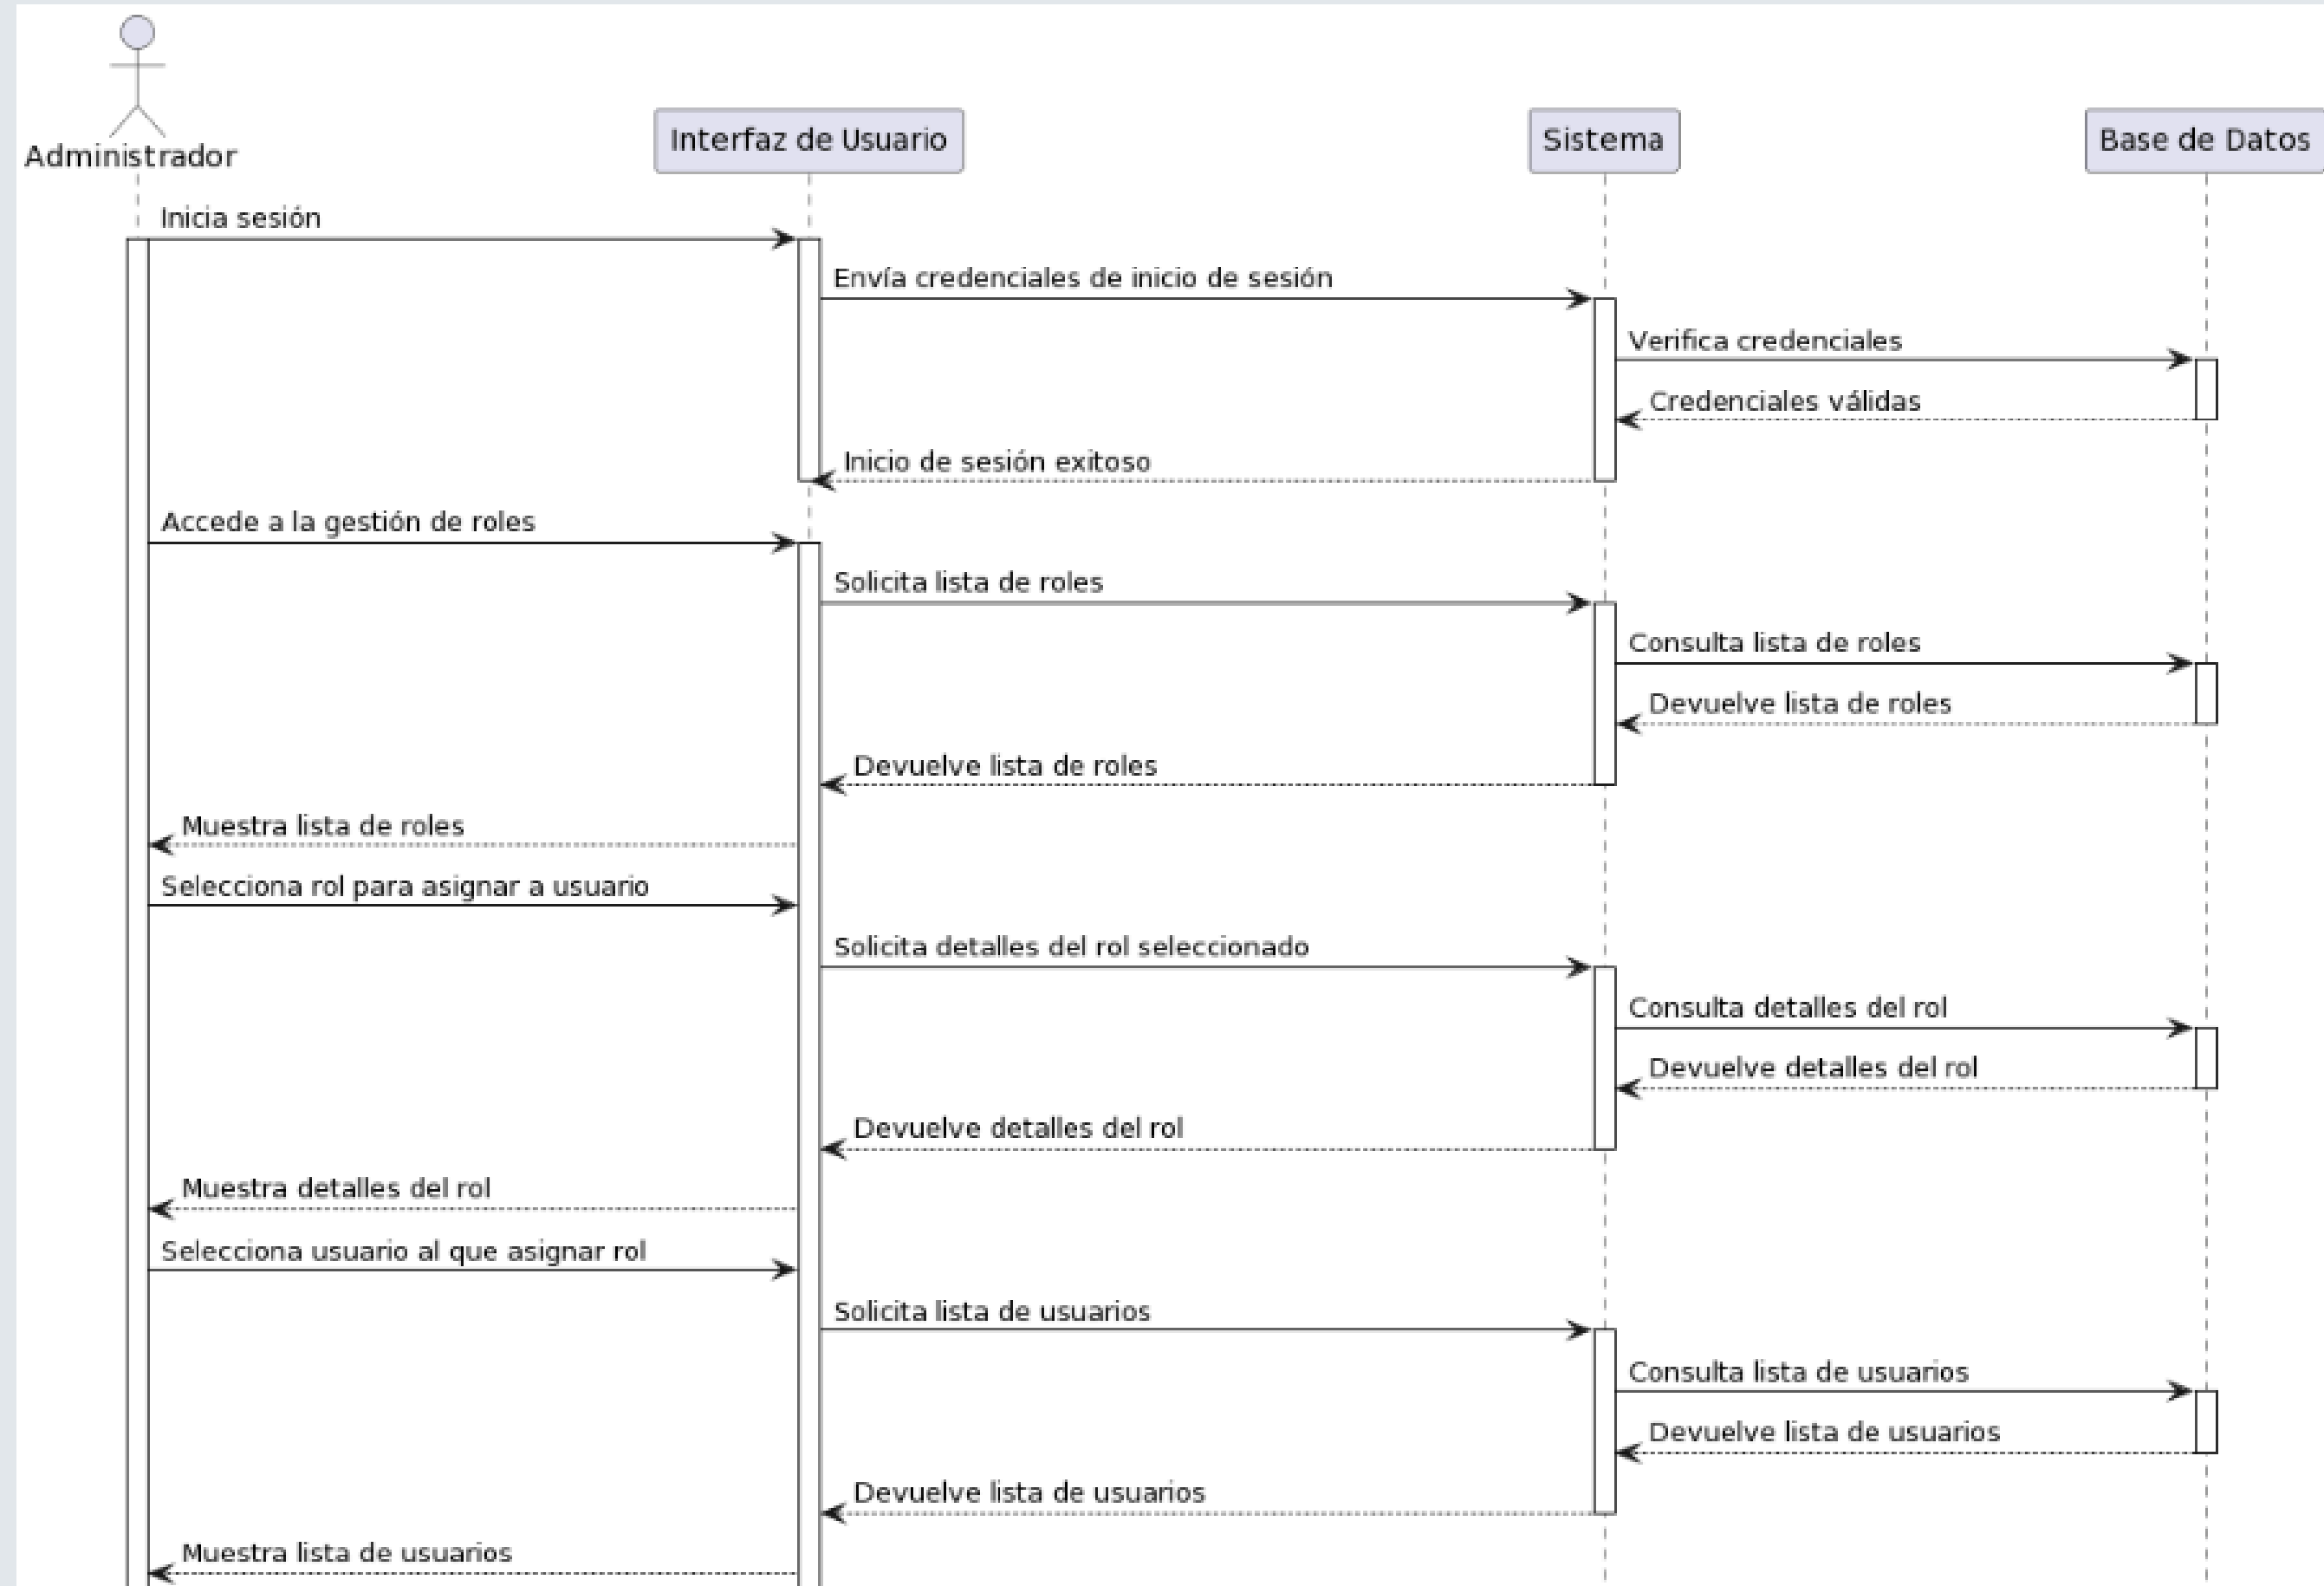 Administrador
Interfaz de Usuario
Sistema
Base de Datos
Inicia sesión
Envía credenciales de inicio de sesión
Verifica credenciales
Credenciales válidas
Inicio de sesión exitoso
Accede a la gestión de roles
Solicita lista de roles
Consulta lista de roles
Devuelve lista de roles
Devuelve lista de roles
Muestra lista de roles
Selecciona rol para asignar a usuario
Solicita detalles del rol seleccionado
Consulta detalles del rol
Devuelve detalles del rol
Devuelve detalles del rol
Muestra detalles del rol
Selecciona usuario al que asignar rol
Solicita lista de usuarios
Consulta lista de usuarios
Devuelve lista de usuarios
Devuelve lista de usuarios
Muestra lista de usuarios